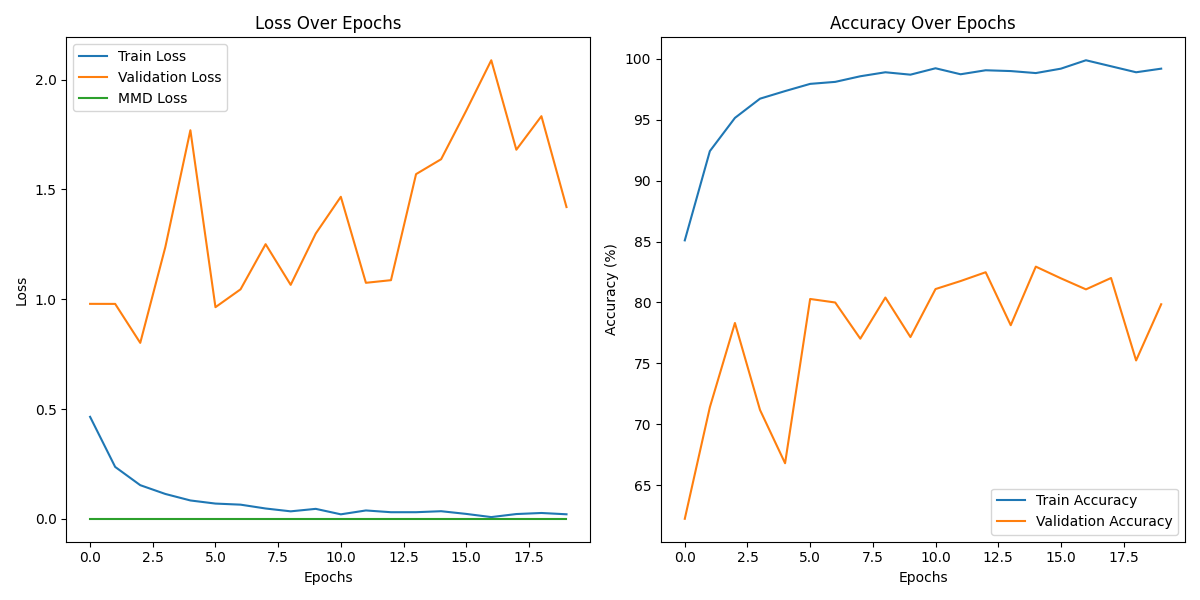 Loss Over Epochs
Train Loss
Validation Loss
MMD Loss
2.0
1.5
1.0
0.5
0.0
Loss
0.0 2.5 5.0 7.5 10.0 12.5 15.0 17.5
Epochs
Accuracy Over Epochs
100
95
90
85
80
75
70
65
Accuracy (%)
Train Accuracy
Validation Accuracy
0.0 2.5 5.0 7.5 10.0 12.5 15.0 17.5
Epochs